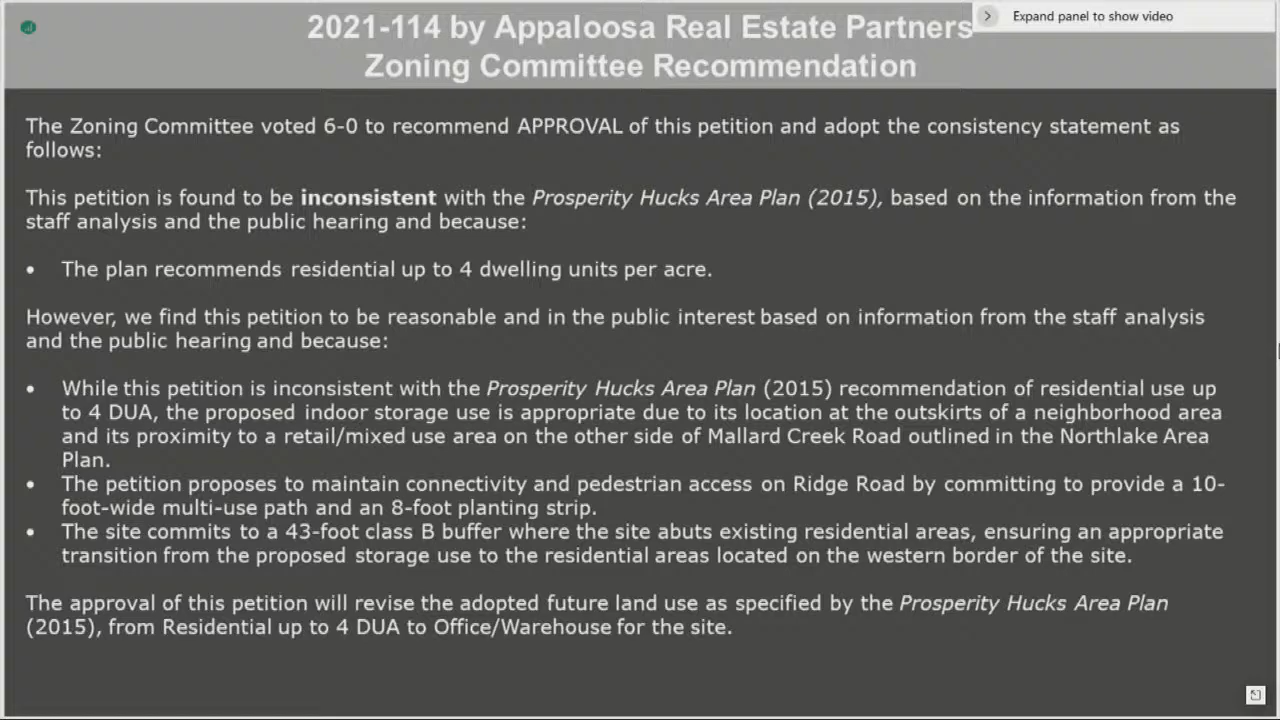 2021-114 by Appaloosa Real Estate Partners
Expand panel to show video
Zoning Committee Recommendation
The Zoning Committee voted 6-0 to recommend APPROVAL of this petition and adopt the consistency statement as
follows:
This petition is found to be inconsistent with the Prosperity Hucks Area Plan (2015), based on the information from the
staff analysis and the public hearing and because:
• The plan recommends residential up to 4 dwelling units per acre.
However, we find this petition to be reasonable and in the public interest based on information from the staff analysis
and the public hearing and because:
• While this petition is inconsistent with the Prosperity Hucks Area Plan (2015) recommendation of residential use up
to 4 DUA, the proposed indoor storage use is appropriate due to its location at the outskirts of a neighborhood area
and its proximity to a retail/mixed use area on the other side of Mallard Creek Road outlined in the Northlake Area
Plan.
• The petition proposes to maintain connectivity and pedestrian access on Ridge Road by committing to provide a 10-
foot-wide multi-use path and an 8-foot planting strip.
• The site commits to a 43-foot class B buffer where the site abuts existing residential areas, ensuring an appropriate
transition from the proposed storage use to the residential areas located on the western border of the site.
The approval of this petition will revise the adopted future land use as specified by the Prosperity Hucks Area Plan
(2015), from Residential up to 4 DUA to Office/Warehouse for the site.